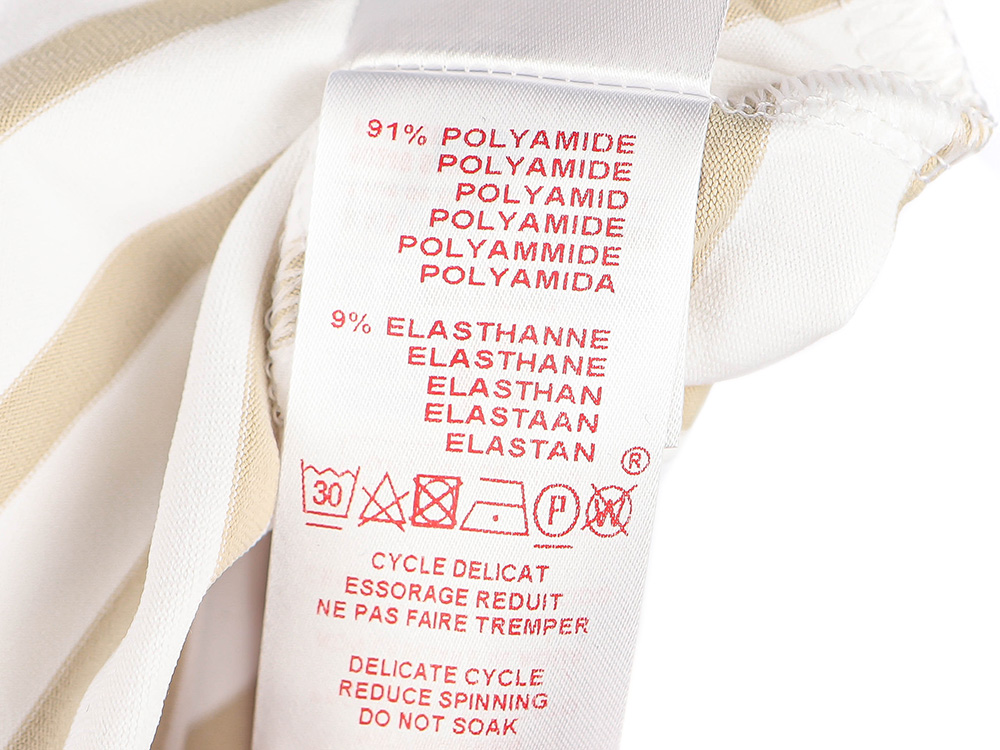 91% POLYAMIDE
POLYAMIDE
POLYAMID
POLYAMIDE
POLYAMMIDE
POLYAMIDA
9% ELASTHANNE
ELASTHANE
ELASTHAN
ELASTAAN
ELASTAN
®
30 P W
CYCLE DELICAT
ESSORAGE REDUIT
NE PAS FAIRE TREMPER
DELICATE CYCLE
REDUCE SPINNING
DO NOT SOAK